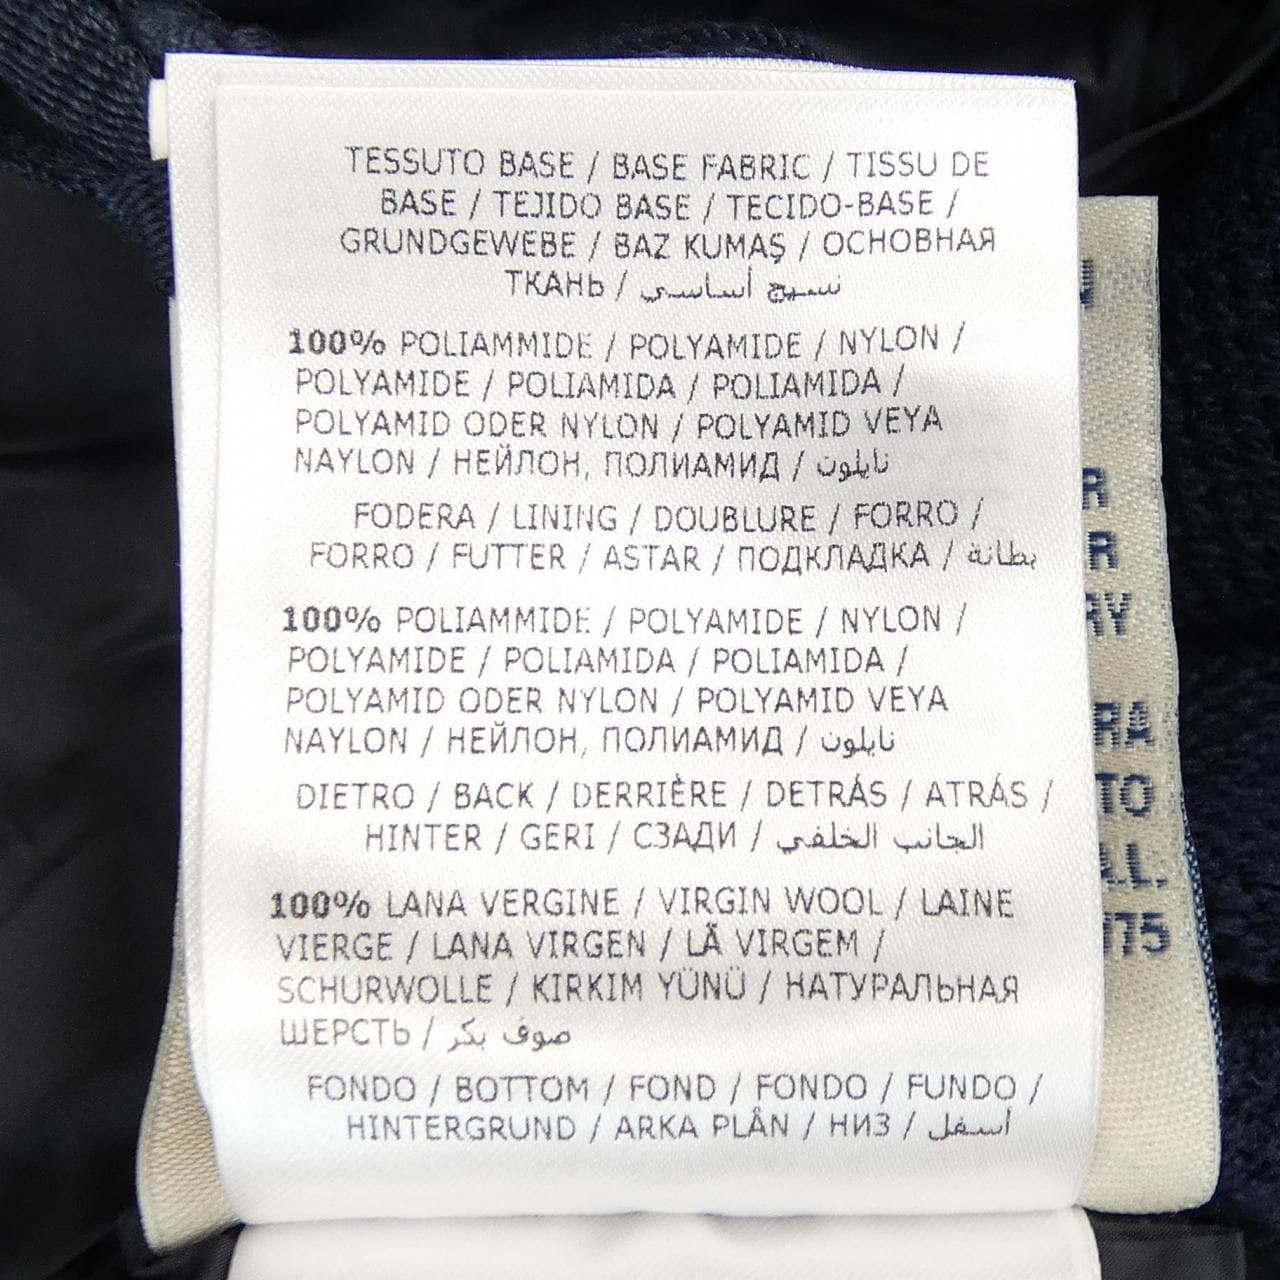 TESSUTO BASE / BASE FABRIC / TISSU DE
BASE / TEJIDO BASE / TECIDO-BASE /
GRUNDGEWEBE / BAZ KUMAŞ / ОСНОВНАЯ
ТКАНЬ / نسيج أساسي
100% POLIAMMIDE / POLYAMIDE / NYLON /
POLYAMIDE / POLIAMIDA / POLIAMIDA /
POLYAMID ODER NYLON / POLYAMID VEYA
NAYLON / НЕЙЛОН, ПОЛИАМИД / نايلون
FODERA / LINING / DOUBLURE / FORRO /
FORRO / FUTTER / ASTAR / ПОДКЛАДКА / بطانة
100% POLIAMMIDE / POLYAMIDE / NYLON /
POLYAMIDE / POLIAMIDA / POLIAMIDA /
POLYAMID ODER NYLON / POLYAMID VEYA
NAYLON / НЕЙЛОН, ПОЛИАМИД / نايلون
DIETRO / BACK / DERRIÈRE / DETRÁS / ATRÁS /
HINTER / GERI / СЗАДИ / الجانب الخلفي
100% LANA VERGINE / VIRGIN WOOL / LAINE
VIERGE / LANA VIRGEN / LÃ VIRGEM /
SCHURWOLLE / KIRKIM YÜNÜ / НАТУРАЛЬНАЯ
ШЕРСТЬ / صوف بكر
FONDO / BOTTOM / FOND / FONDO / FUNDO /
HINTERGRUND / ARKA PLÂN / НИЗ / أسفل
N
R
R
RY
RA
TO
AL.
175